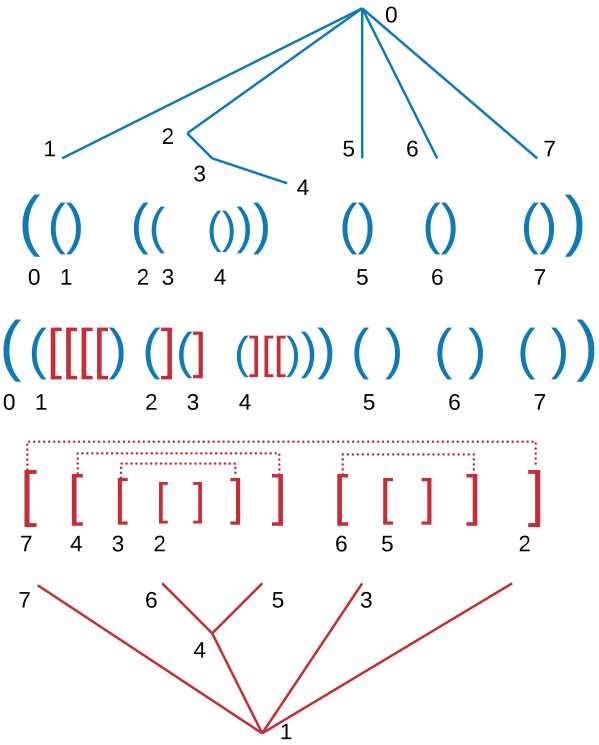 0
1 2 5 6 7
3
4
( () (( ())) () () () )
0 1 2 3 4 5 6 7
( ([[[[) (](] (][[))) ( ) ( ) ( ) )
0 1 2 3 4 5 6 7
[ [ [ [ ] ] ] [ [ ] ] ]
7 4 3 2 6 5 2
7 6 5 3
4
1